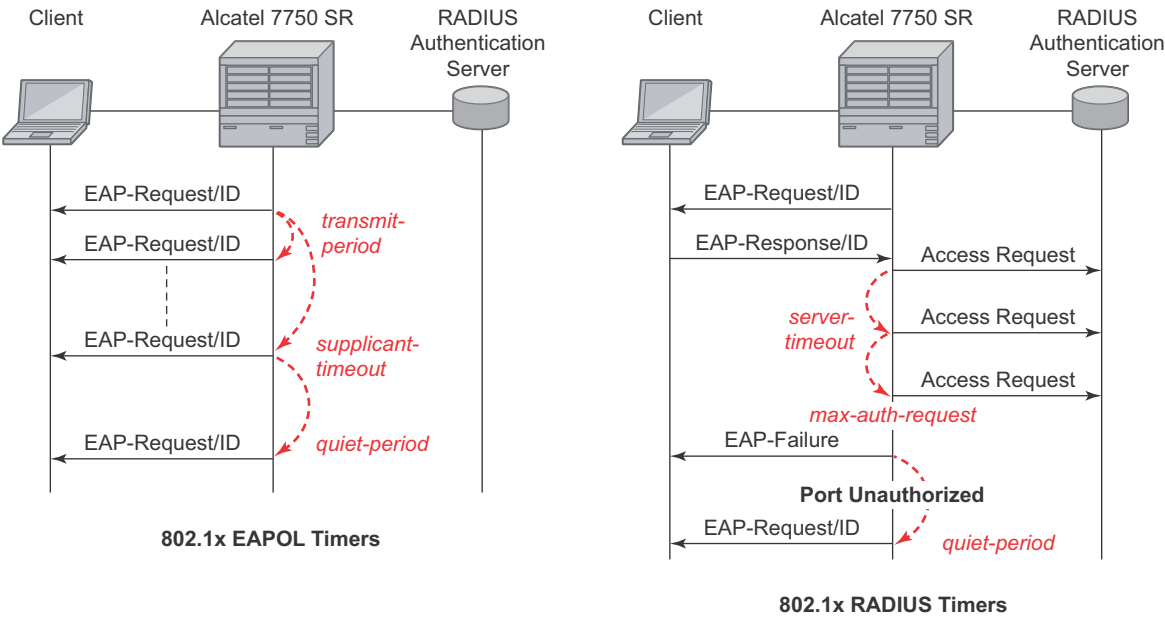 Client
Alcatel 7750 SR
RADIUS
Authentication
Server
EAP-Request/ID
transmit-
period
EAP-Request/ID
EAP-Request/ID
supplicant-
timeout
EAP-Request/ID
quiet-period
802.1x EAPOL Timers
Client
Alcatel 7750 SR
RADIUS
Authentication
Server
EAP-Request/ID
EAP-Response/ID
Access Request
server-
timeout
Access Request
Access Request
max-auth-request
EAP-Failure
Port Unauthorized
EAP-Request/ID
quiet-period
802.1x RADIUS Timers